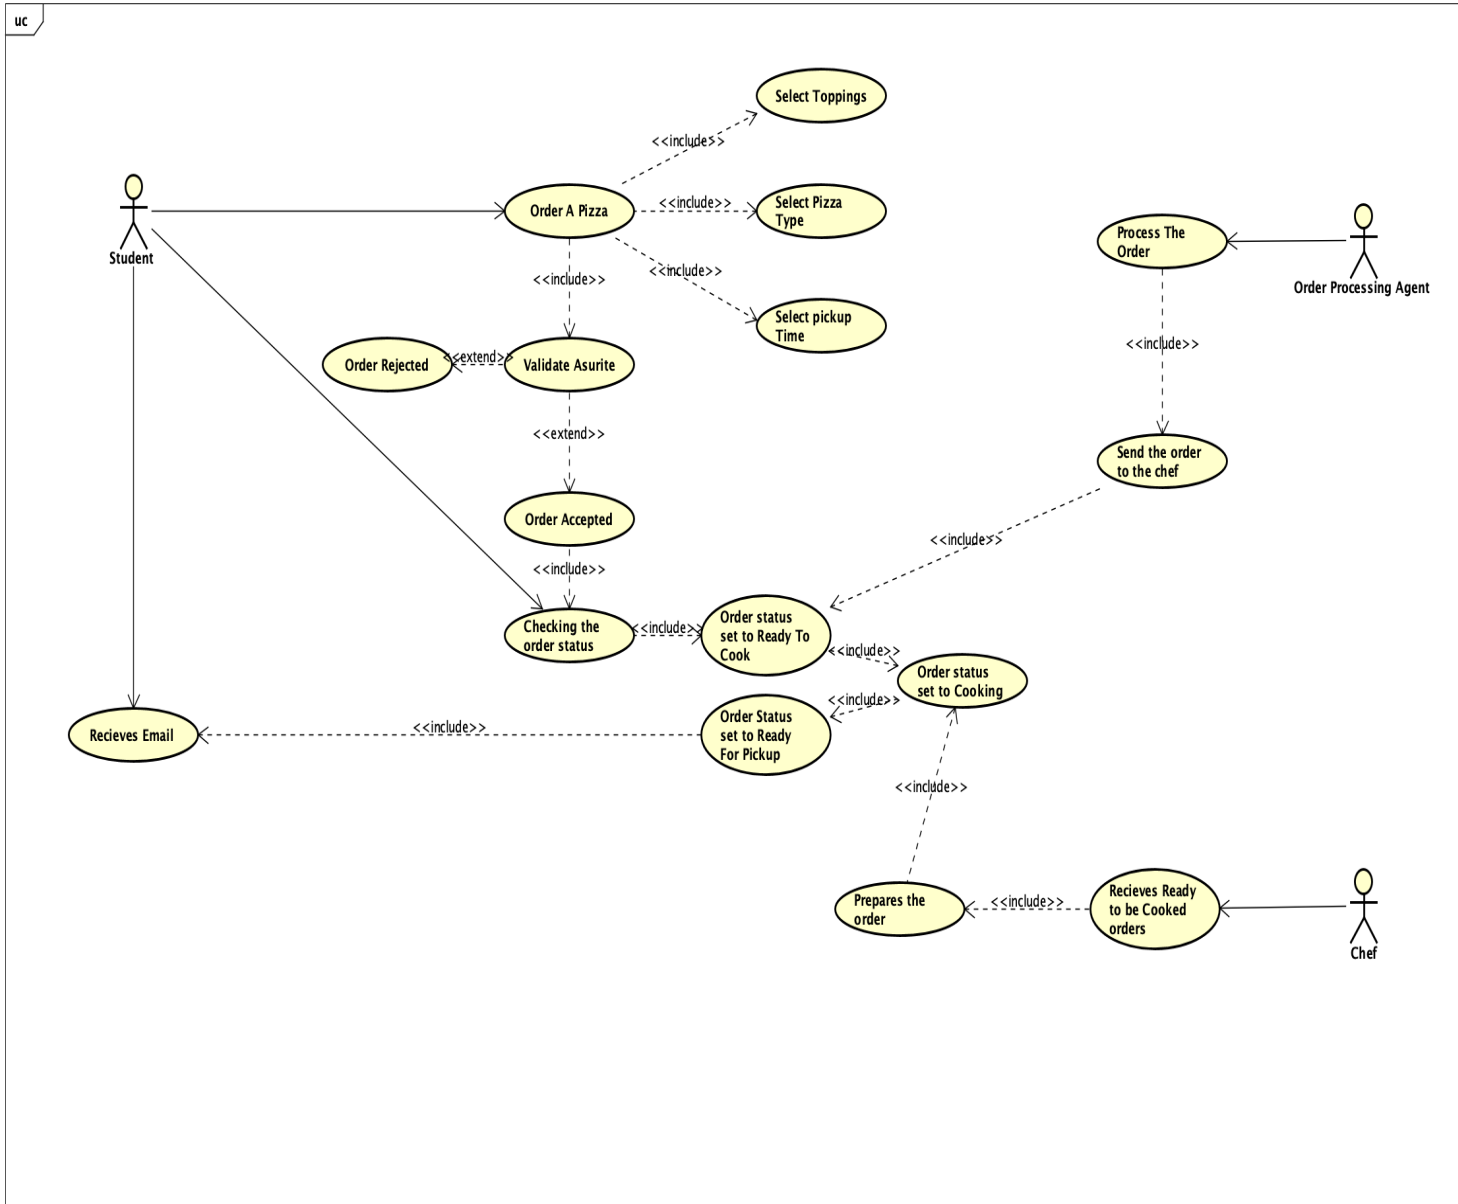 uc
Select Toppings
<<include>>
Order A Pizza
<<include>>
Select Pizza
Type
Student
<<include>>
<<include>>
Select pickup
Time
Process The
Order
Order Processing Agent
<<include>>
Order Rejected
<<extend>>
Validate Asurite
<<extend>>
Send the order
to the chef
Order Accepted
<<include>>
<<include>>
Checking the
order status
<<include>>
Order status
set to Ready To
Cook
<<include>>
Order status
set to Cooking
<<include>>
Order Status
set to Ready
For Pickup
<<include>>
Recieves Email
<<include>>
Prepares the
order
<<include>>
Recieves Ready
to be Cooked
orders
Chef